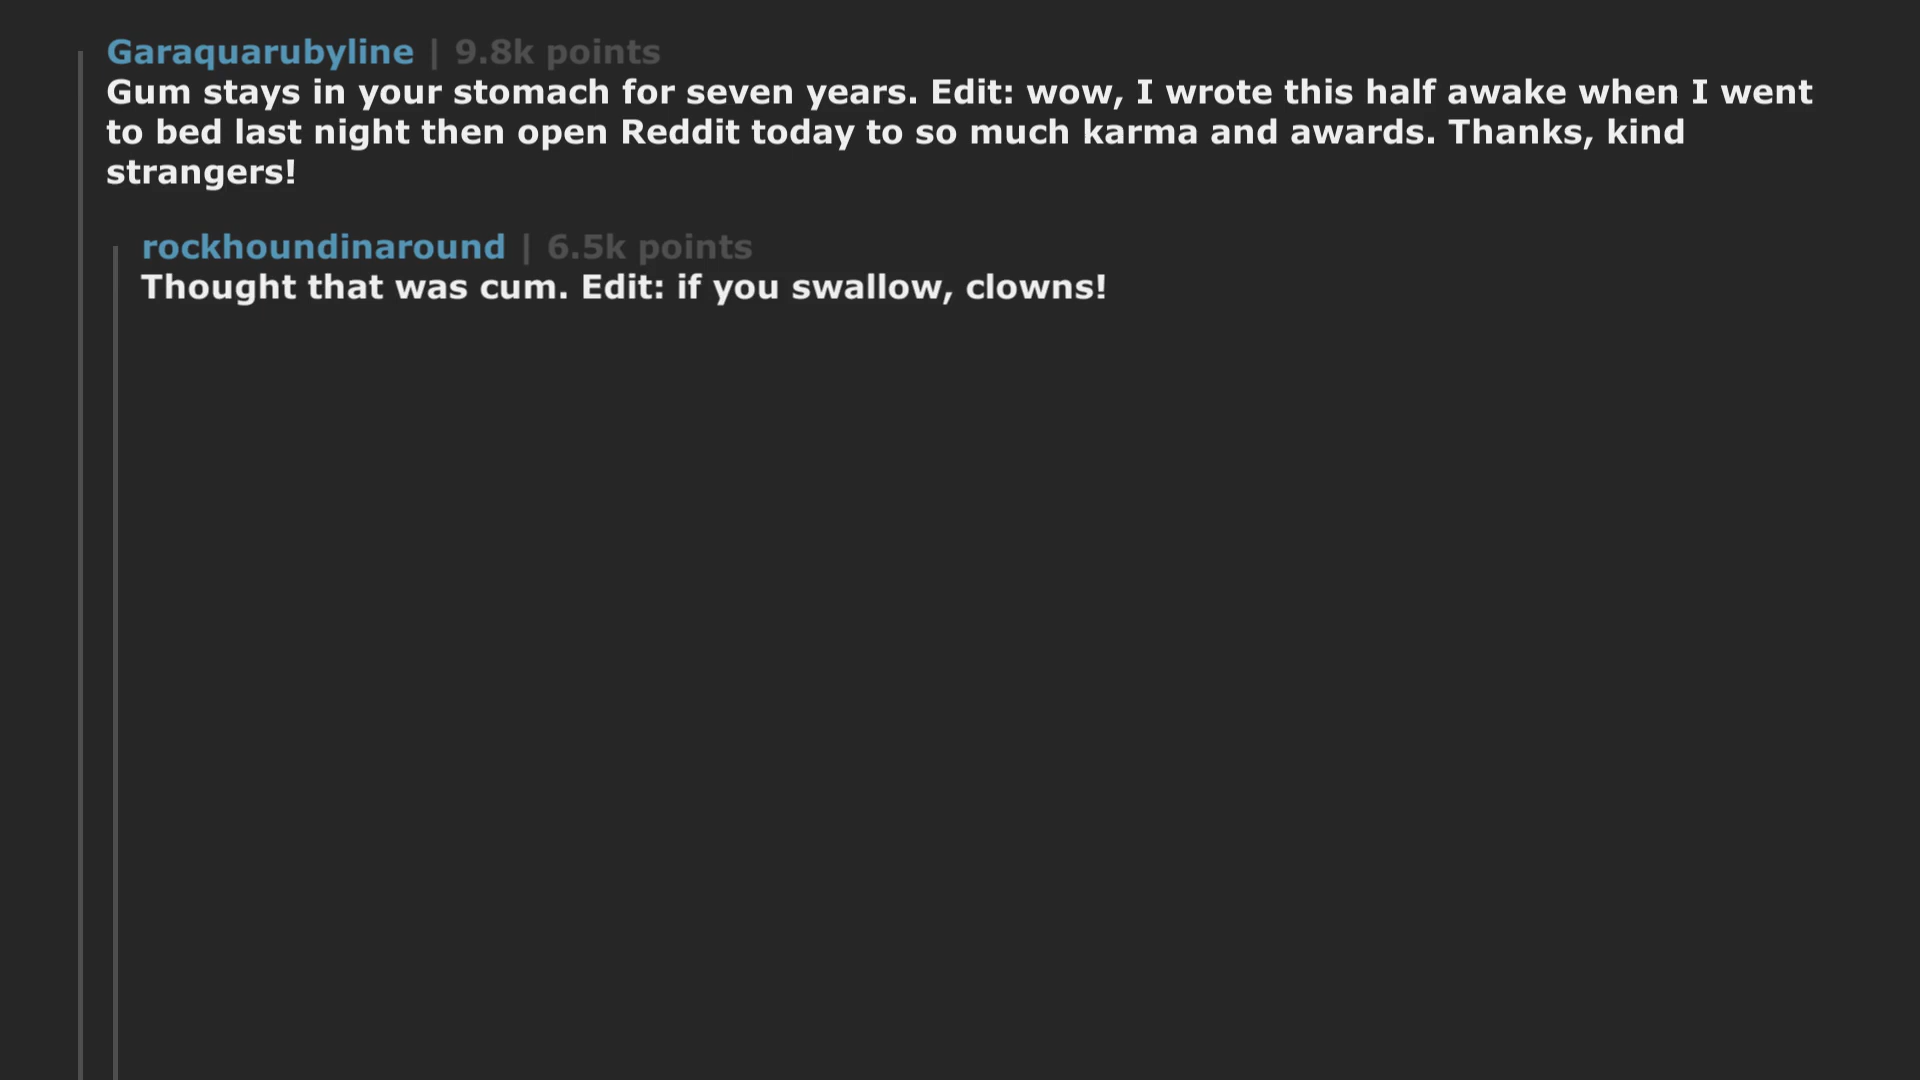 Garaquarubyline | 9.8k points
Gum stays in your stomach for seven years. Edit: wow, I wrote this half awake when I went
to bed last night then open Reddit today to so much karma and awards. Thanks, kind
strangers!
rockhoundinaround | 6.5k points
Thought that was cum. Edit: if you swallow, clowns!